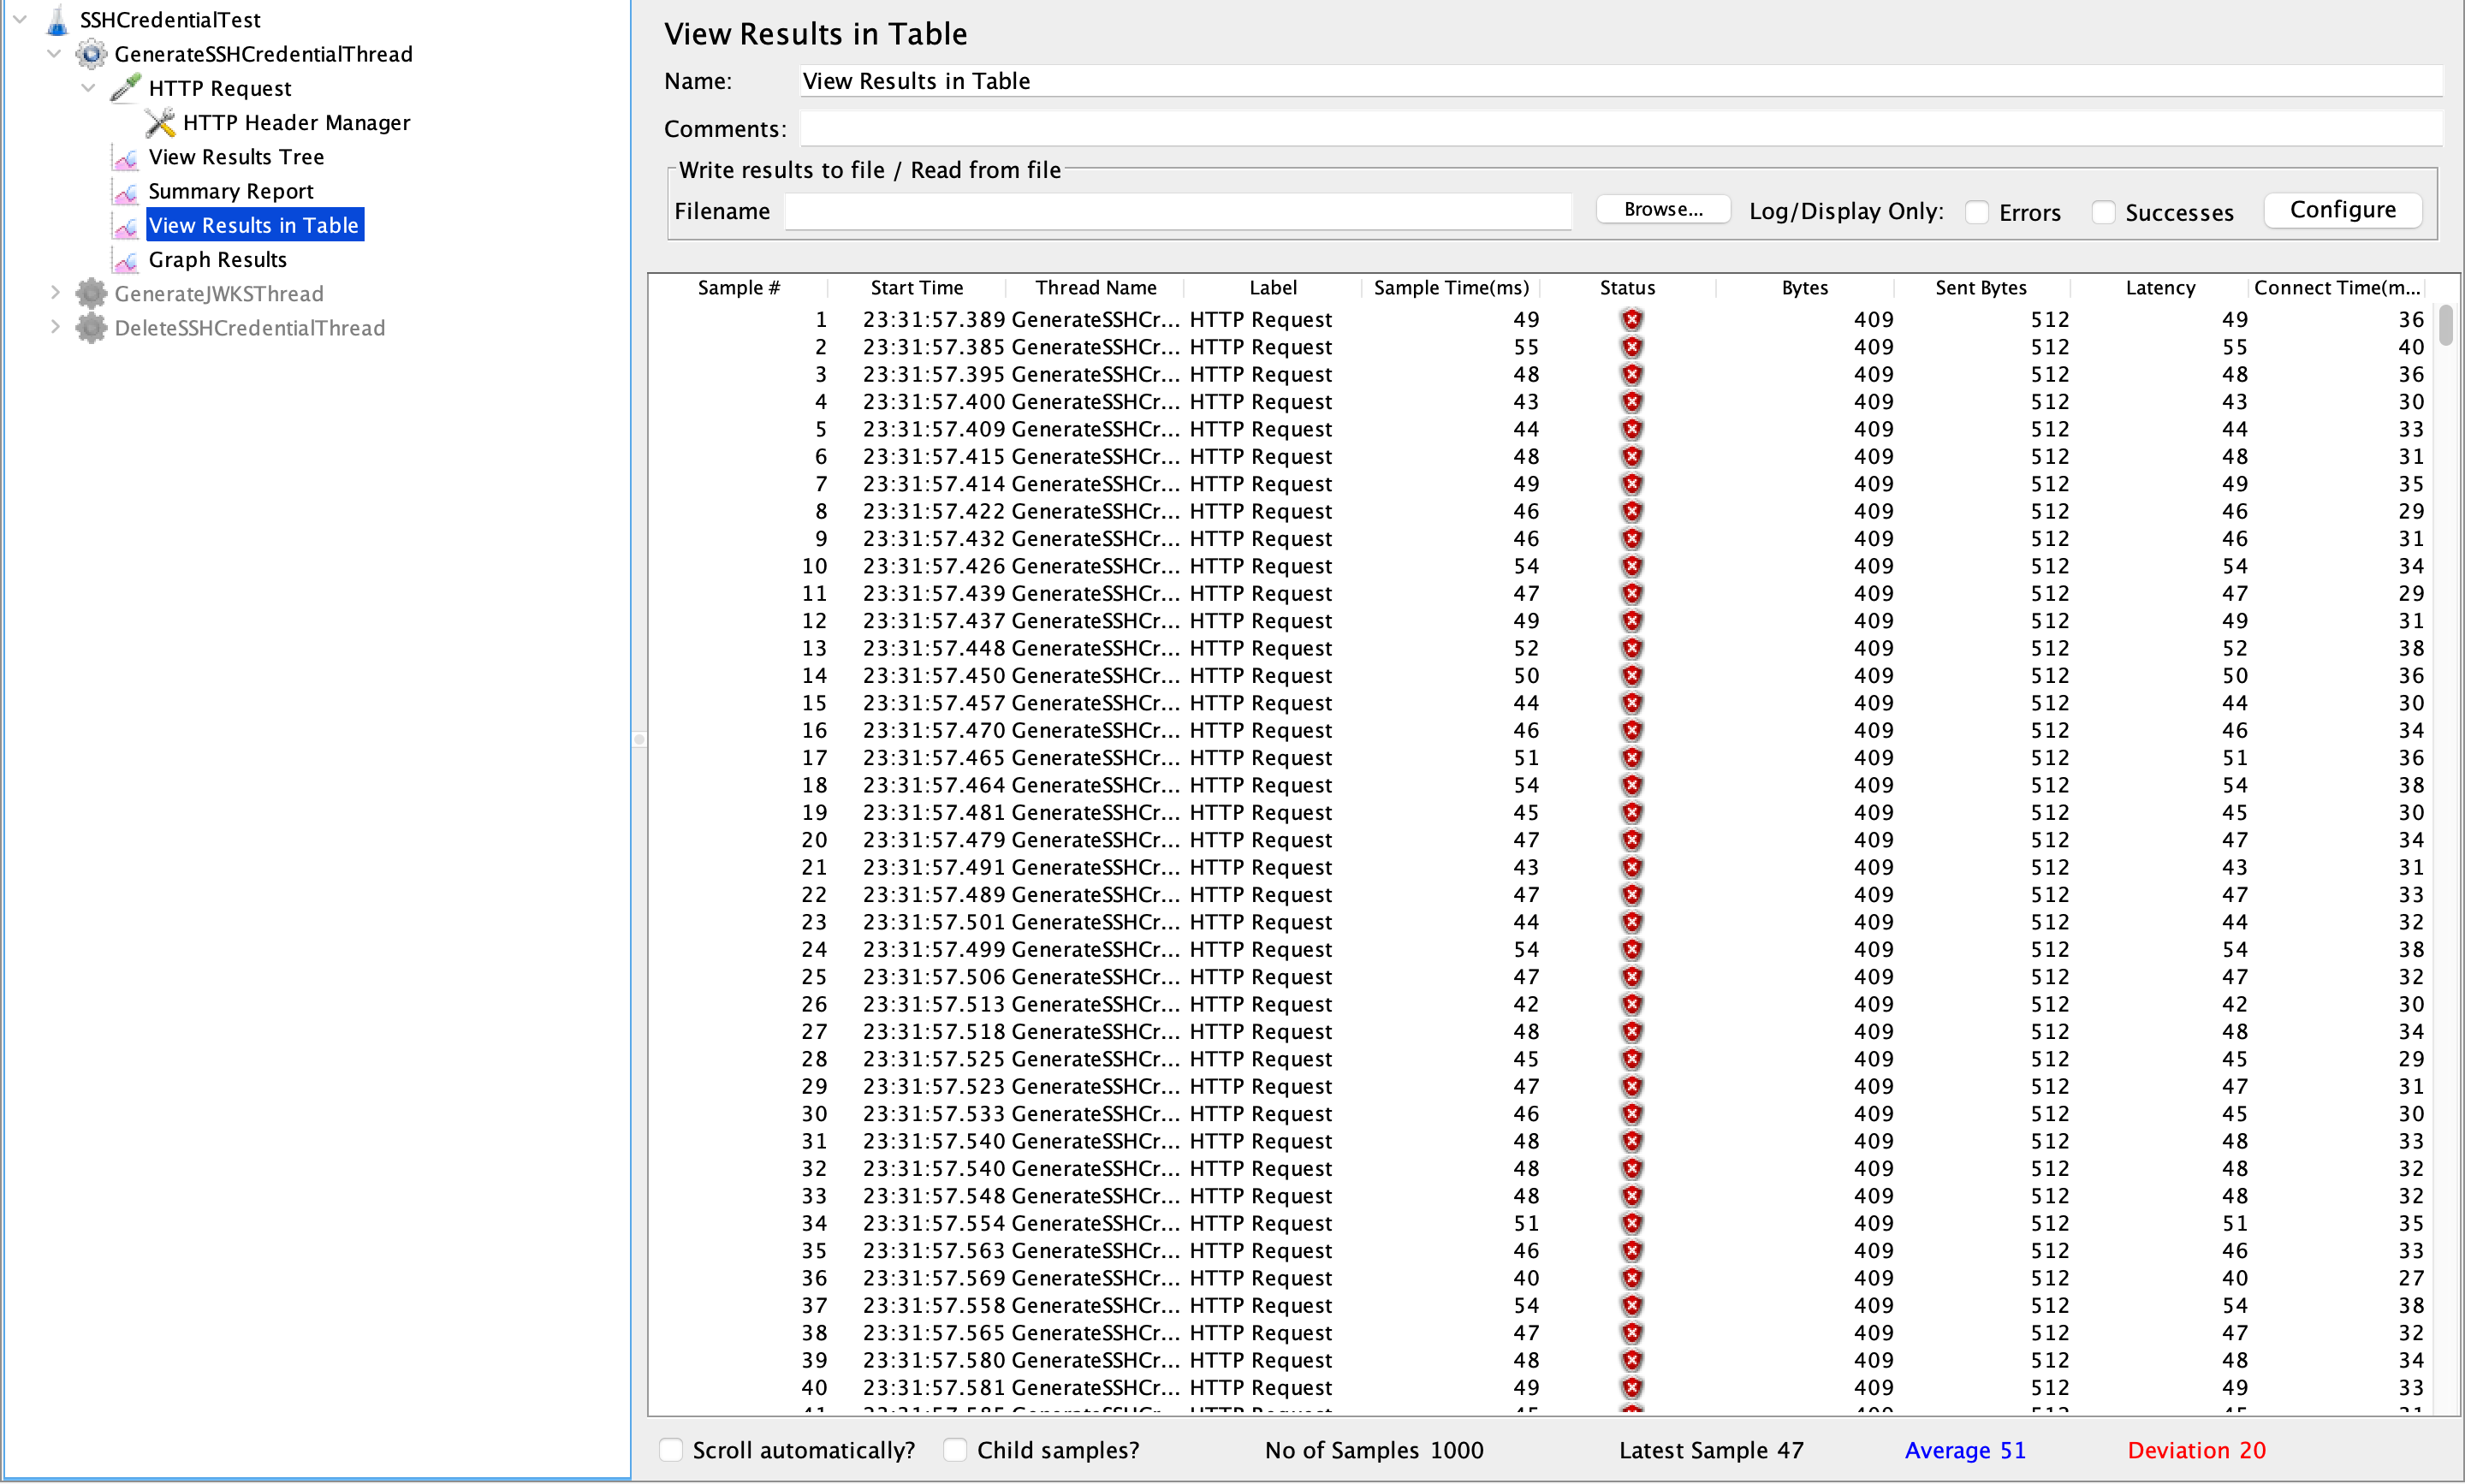 SSHCredentialTest
GenerateSSHCredentialThread
HTTP Request
HTTP Header Manager
View Results Tree
Summary Report
View Results in Table
Graph Results
GenerateJWKSThread
DeleteSSHCredentialThread
View Results in Table
Name: View Results in Table
Comments:
Write results to file / Read from file
Filename Browse... Log/Display Only: Errors Successes Configure
Sample # Start Time Thread Name Label Sample Time(ms) Status Bytes Sent Bytes Latency Connect Time(m...
1 23:31:57.389 GenerateSSHCr... HTTP Request 49 409 512 49 36
2 23:31:57.385 GenerateSSHCr... HTTP Request 55 409 512 55 40
3 23:31:57.395 GenerateSSHCr... HTTP Request 48 409 512 48 36
4 23:31:57.400 GenerateSSHCr... HTTP Request 43 409 512 43 30
5 23:31:57.409 GenerateSSHCr... HTTP Request 44 409 512 44 33
6 23:31:57.415 GenerateSSHCr... HTTP Request 48 409 512 48 31
7 23:31:57.414 GenerateSSHCr... HTTP Request 49 409 512 49 35
8 23:31:57.422 GenerateSSHCr... HTTP Request 46 409 512 46 29
9 23:31:57.432 GenerateSSHCr... HTTP Request 46 409 512 46 31
10 23:31:57.426 GenerateSSHCr... HTTP Request 54 409 512 54 34
11 23:31:57.439 GenerateSSHCr... HTTP Request 47 409 512 47 29
12 23:31:57.437 GenerateSSHCr... HTTP Request 49 409 512 49 31
13 23:31:57.448 GenerateSSHCr... HTTP Request 52 409 512 52 38
14 23:31:57.450 GenerateSSHCr... HTTP Request 50 409 512 50 36
15 23:31:57.457 GenerateSSHCr... HTTP Request 44 409 512 44 30
16 23:31:57.470 GenerateSSHCr... HTTP Request 46 409 512 46 34
17 23:31:57.465 GenerateSSHCr... HTTP Request 51 409 512 51 36
18 23:31:57.464 GenerateSSHCr... HTTP Request 54 409 512 54 38
19 23:31:57.481 GenerateSSHCr... HTTP Request 45 409 512 45 30
20 23:31:57.479 GenerateSSHCr... HTTP Request 47 409 512 47 34
21 23:31:57.491 GenerateSSHCr... HTTP Request 43 409 512 43 31
22 23:31:57.489 GenerateSSHCr... HTTP Request 47 409 512 47 33
23 23:31:57.501 GenerateSSHCr... HTTP Request 44 409 512 44 32
24 23:31:57.499 GenerateSSHCr... HTTP Request 54 409 512 54 38
25 23:31:57.506 GenerateSSHCr... HTTP Request 47 409 512 47 32
26 23:31:57.513 GenerateSSHCr... HTTP Request 42 409 512 42 30
27 23:31:57.518 GenerateSSHCr... HTTP Request 48 409 512 48 34
28 23:31:57.525 GenerateSSHCr... HTTP Request 45 409 512 45 29
29 23:31:57.523 GenerateSSHCr... HTTP Request 47 409 512 47 31
30 23:31:57.533 GenerateSSHCr... HTTP Request 46 409 512 45 30
31 23:31:57.540 GenerateSSHCr... HTTP Request 48 409 512 48 33
32 23:31:57.540 GenerateSSHCr... HTTP Request 48 409 512 48 32
33 23:31:57.548 GenerateSSHCr... HTTP Request 48 409 512 48 32
34 23:31:57.554 GenerateSSHCr... HTTP Request 51 409 512 51 35
35 23:31:57.563 GenerateSSHCr... HTTP Request 46 409 512 46 33
36 23:31:57.569 GenerateSSHCr... HTTP Request 40 409 512 40 27
37 23:31:57.558 GenerateSSHCr... HTTP Request 54 409 512 54 38
38 23:31:57.565 GenerateSSHCr... HTTP Request 47 409 512 47 32
39 23:31:57.580 GenerateSSHCr... HTTP Request 48 409 512 48 34
40 23:31:57.581 GenerateSSHCr... HTTP Request 49 409 512 49 33
Scroll automatically? Child samples? No of Samples 1000 Latest Sample 47 Average 51 Deviation 20